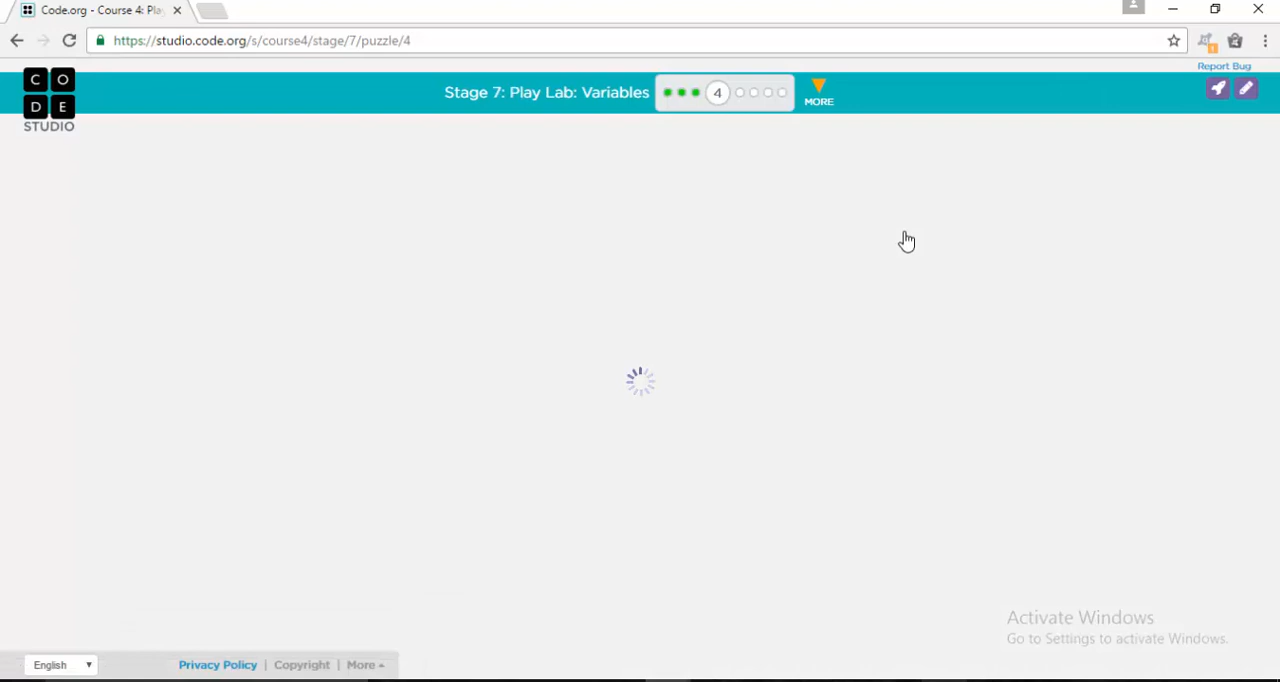 Code.org - Course 4: Pla
https://studio.code.org/s/course4/stage/7/puzzle/4
Report Bug
C O
D E
STUDIO
Stage 7: Play Lab: Variables
4
MORE
Activate Windows
Go to Settings to activate Windows.
English
Privacy Policy | Copyright | More